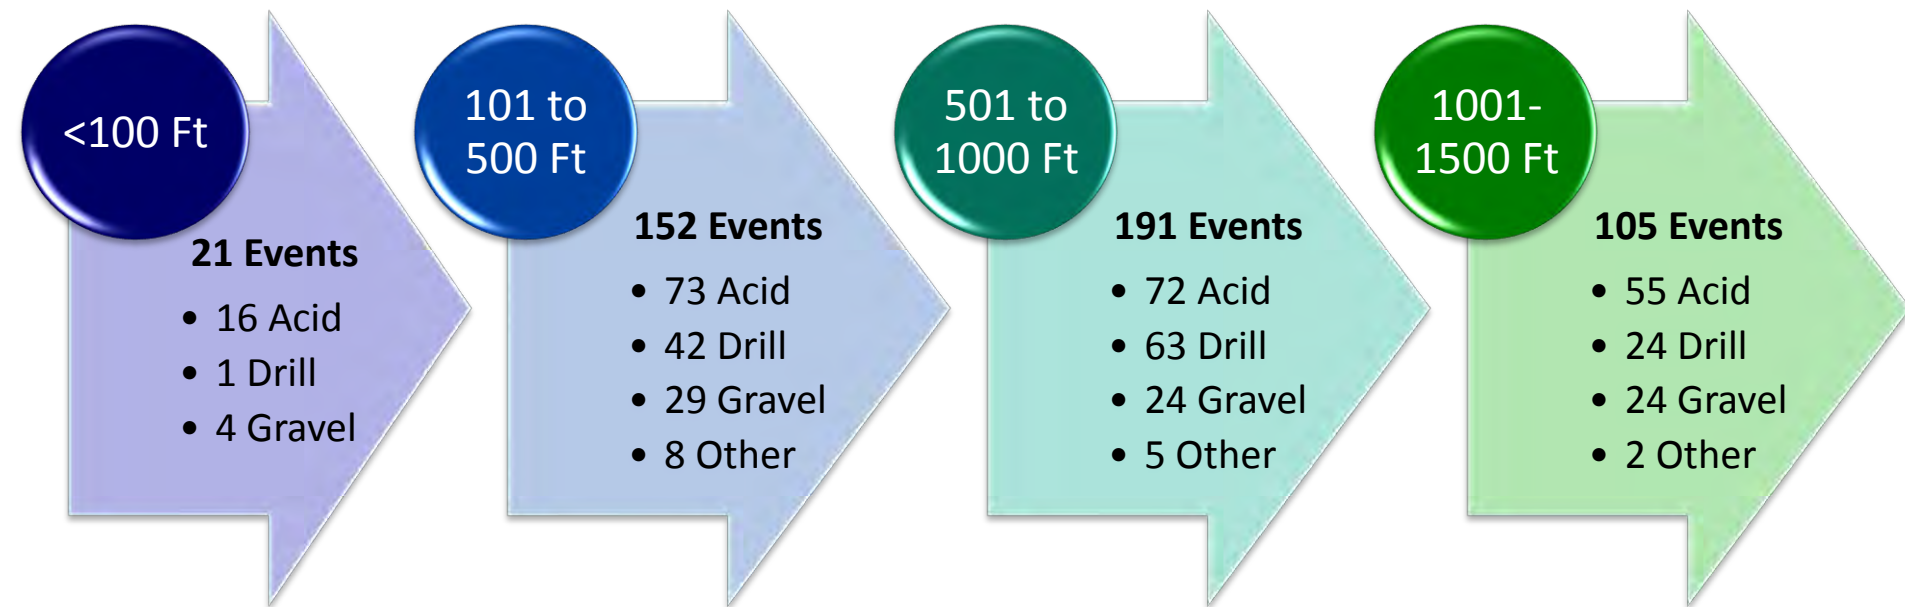 <100 Ft
21 Events
• 16 Acid
• 1 Drill
• 4 Gravel
101 to
500 Ft
152 Events
• 73 Acid
• 42 Drill
• 29 Gravel
• 8 Other
501 to
1000 Ft
191 Events
• 72 Acid
• 63 Drill
• 24 Gravel
• 5 Other
1001-
1500 Ft
105 Events
• 55 Acid
• 24 Drill
• 24 Gravel
• 2 Other